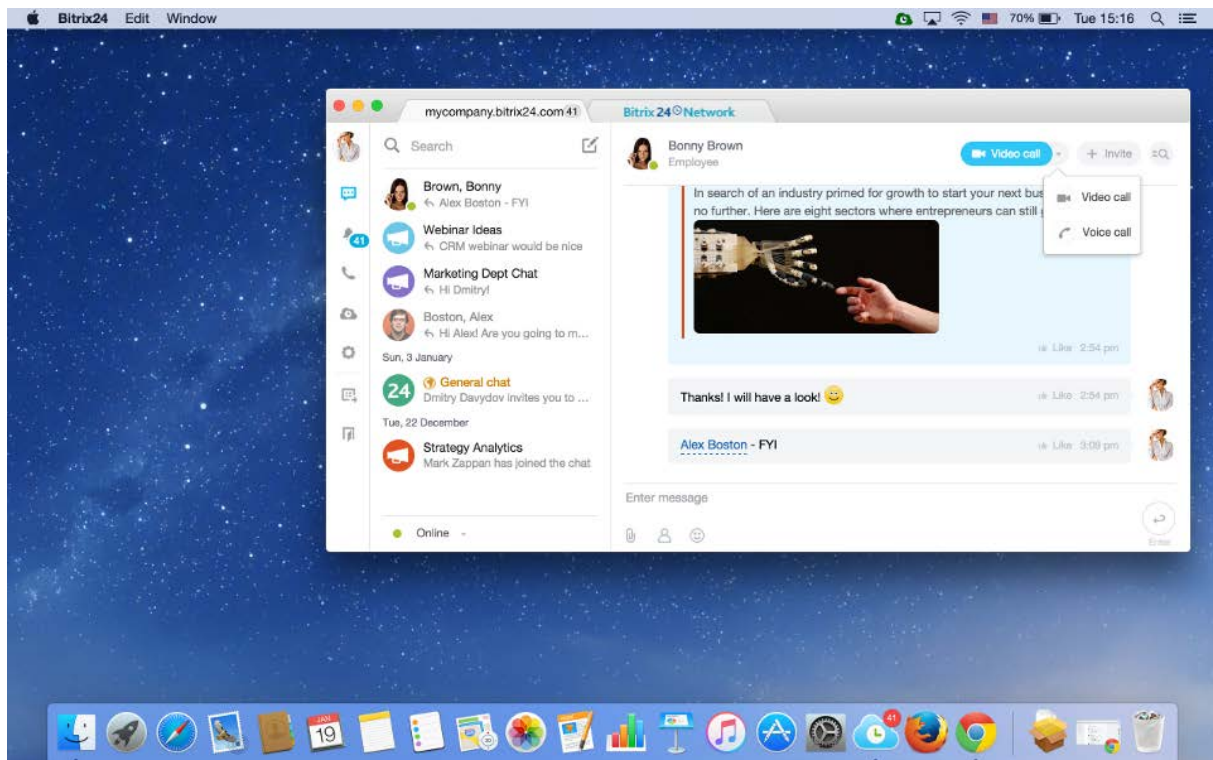 Bitrix24 Edit Window
70% Tue 15:16
mycompany.bitrix24.com 41
Bitrix24 Network
Search
Brown, Bonny
Alex Boston - FYI
Webinar Ideas
CRM webinar would be nice
Marketing Dept Chat
Hi Dmitry!
Boston, Alex
Hi Alex! Are you going to m...
Sun, 3 January
24
General chat
Dmitry Davydov invites you to ...
Tue, 22 December
Strategy Analytics
Mark Zappan has joined the chat
Online
41
Bonny Brown
Employee
Video call
+ Invite
Video call
Voice call
In search of an industry primed for growth to start your next
no further. Here are eight sectors where entrepreneurs can still
Like 2:54 pm
Thanks! I will have a look!
Like 2:54 pm
Alex Boston - FYI
Like 3:09 pm
Enter message
Enter
JAN
19
41